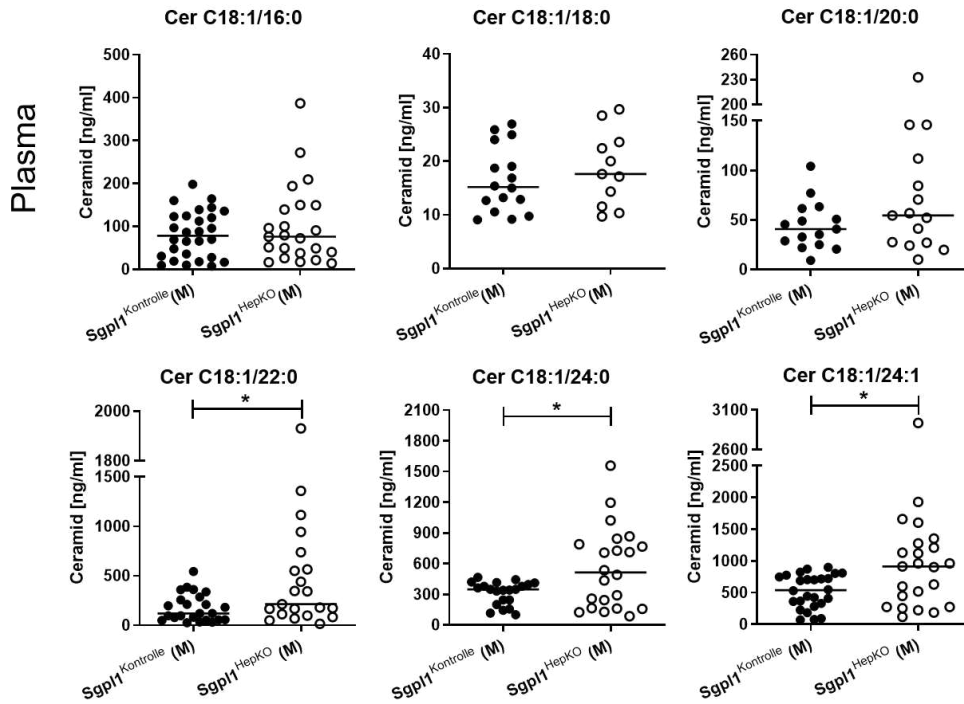 Plasma
Cer C18:1/16:0
Ceramid [ng/ml]
500
400
300
200
100
0
Sgpl1Kontrolle (M)
Sgpl1HepKO (M)
Cer C18:1/18:0
Ceramid [ng/ml]
40
30
20
10
0
Sgpl1Kontrolle (M)
Sgpl1HepKO (M)
Cer C18:1/20:0
Ceramid [ng/ml]
260
230
200
150
100
50
0
Sgpl1Kontrolle (M)
Sgpl1HepKO (M)
Cer C18:1/22:0
*
Ceramid [ng/ml]
2000
1800
1500
1000
500
0
Sgpl1Kontrolle (M)
Sgpl1HepKO (M)
Cer C18:1/24:0
*
Ceramid [ng/ml]
2100
1800
1500
1200
900
600
300
0
Sgpl1Kontrolle (M)
Sgpl1HepKO (M)
Cer C18:1/24:1
*
Ceramid [ng/ml]
3100
2600
2500
2000
1500
1000
500
0
Sgpl1Kontrolle (M)
Sgpl1HepKO (M)